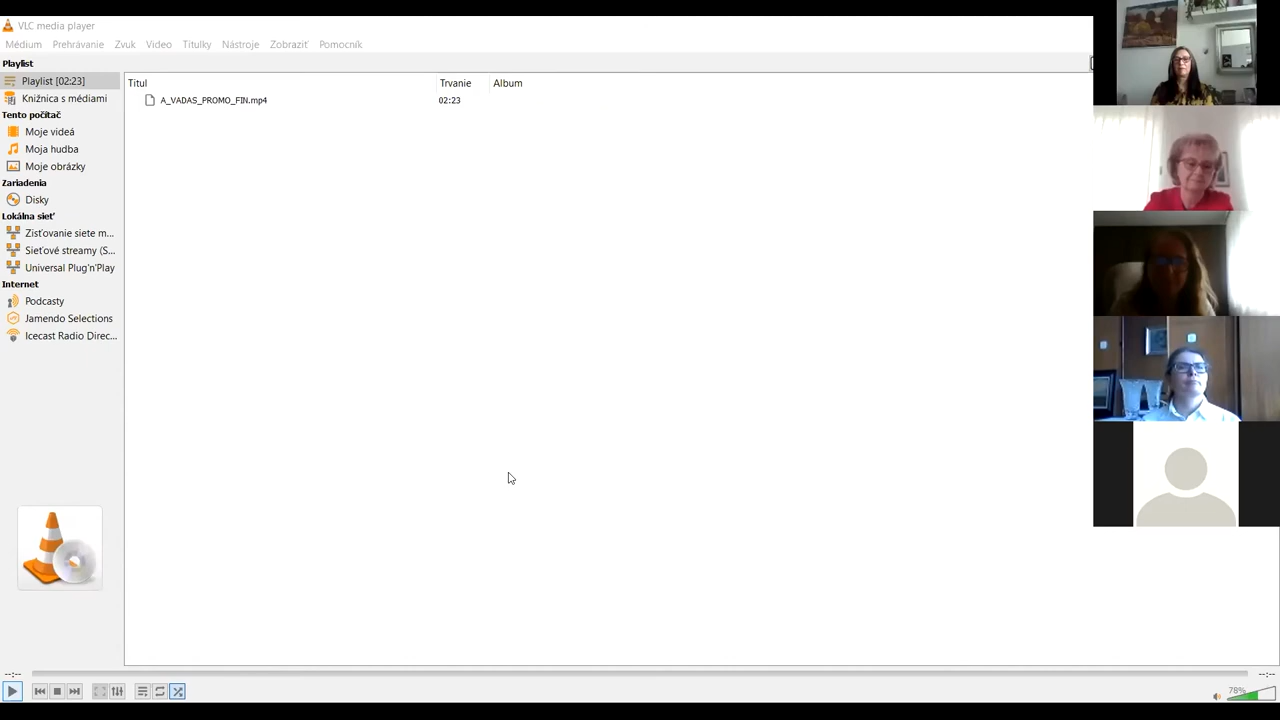 VLC media player
Médium Prehrávanie Zvuk Video Titulky Nástroje Zobraziť Pomocník
Playlist
Playlist [02:23]
Knižnica s médiami
Tento počítač
Moje videá
Moja hudba
Moje obrázky
Zariadenia
Disky
Lokálna sieť
Zisťovanie siete m...
Sieťové streamy (S...
Universal Plug'n'Play
Internet
Podcasty
Jamendo Selections
Icecast Radio Direc...
Titul Trvanie Album
A_VADAS_PROMO_FIN.mp4 02:23
--:-- --:--
78%